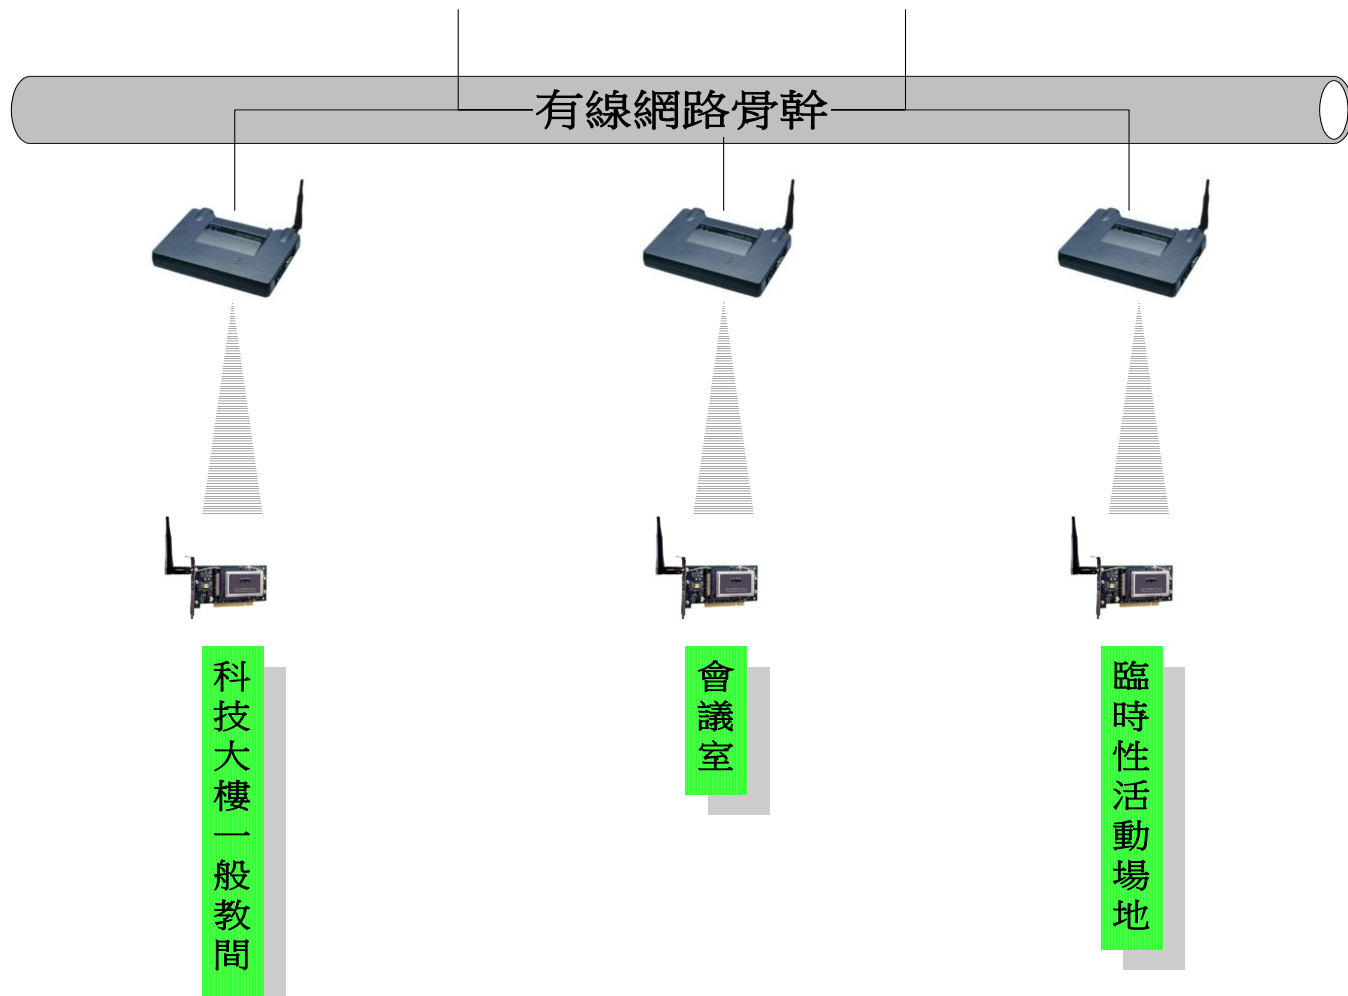 有線網路骨幹
科技大樓一般教間
會議室
臨時性活動場地